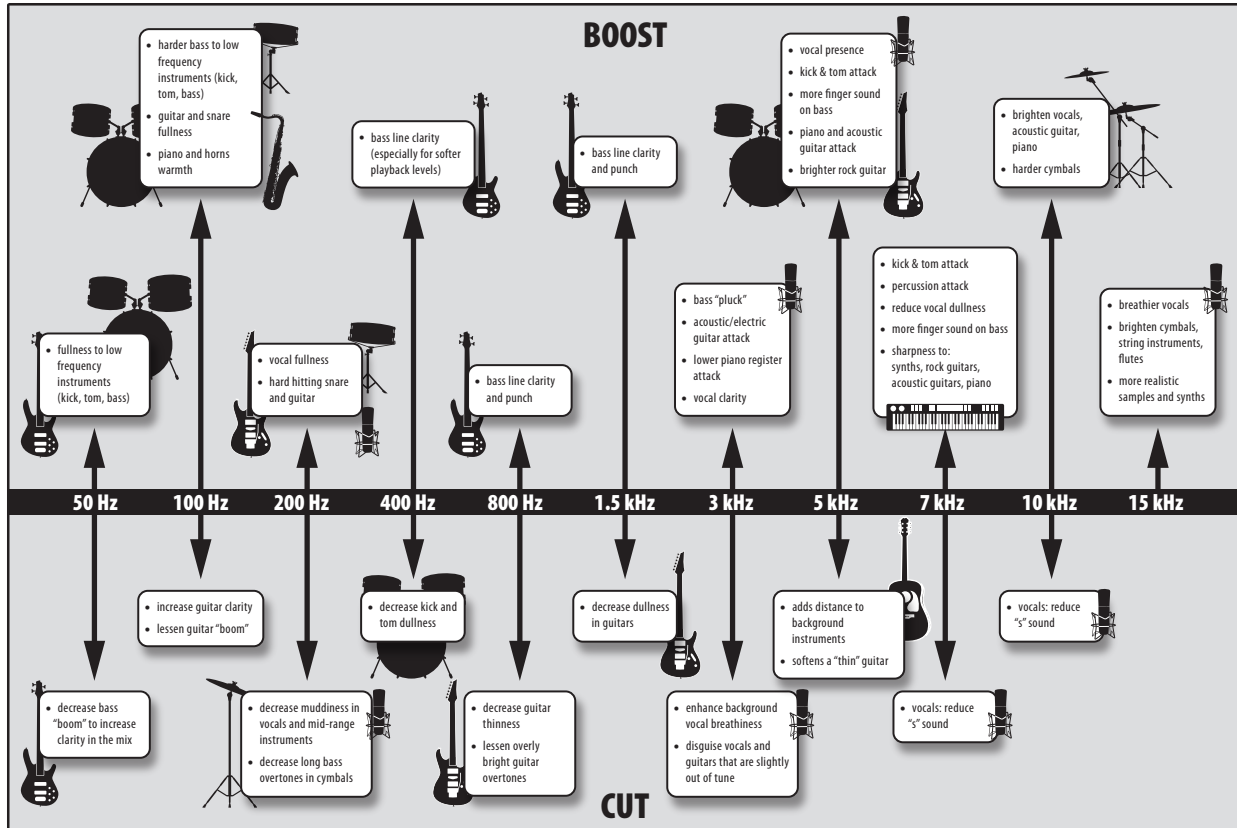 BOOST
• harder bass to low
frequency
instruments (kick,
tom, bass)
• guitar and snare
fullness
• piano and horns
warmth
• bass line clarity
(especially for softer
playback levels)
• bass line clarity
and punch
• vocal presence
• kick & tom attack
• more finger sound
on bass
• piano and acoustic
guitar attack
• brighter rock guitar
• brighten vocals,
acoustic guitar,
piano
• harder cymbals
• fullness to low
frequency
instruments
(kick, tom, bass)
• vocal fullness
• hard hitting snare
and guitar
• bass line clarity
and punch
• bass “pluck”
• acoustic/electric
guitar attack
• lower piano register
attack
• vocal clarity
• kick & tom attack
• percussion attack
• reduce vocal dullness
• more finger sound on bass
• sharpness to:
synths, rock guitars,
acoustic guitars, piano
• breathier vocals
• brighten cymbals,
string instruments,
flutes
• more realistic
samples and synths
50 Hz 100 Hz 200 Hz 400 Hz 800 Hz 1.5 kHz 3 kHz 5 kHz 7 kHz 10 kHz 15 kHz
• increase guitar clarity
• lessen guitar “boom”
• decrease kick and
tom dullness
• decrease dullness
in guitars
• adds distance to
background
instruments
• softens a “thin” guitar
• vocals: reduce
“s” sound
• decrease bass
“boom” to increase
clarity in the mix
• decrease muddiness in
vocals and mid-range
instruments
• decrease long bass
overtones in cymbals
• decrease guitar
thinness
• lessen overly
bright guitar
overtones
• enhance background
vocal breathiness
• disguise vocals and
guitars that are slightly
out of tune
• vocals: reduce
“s” sound
CUT